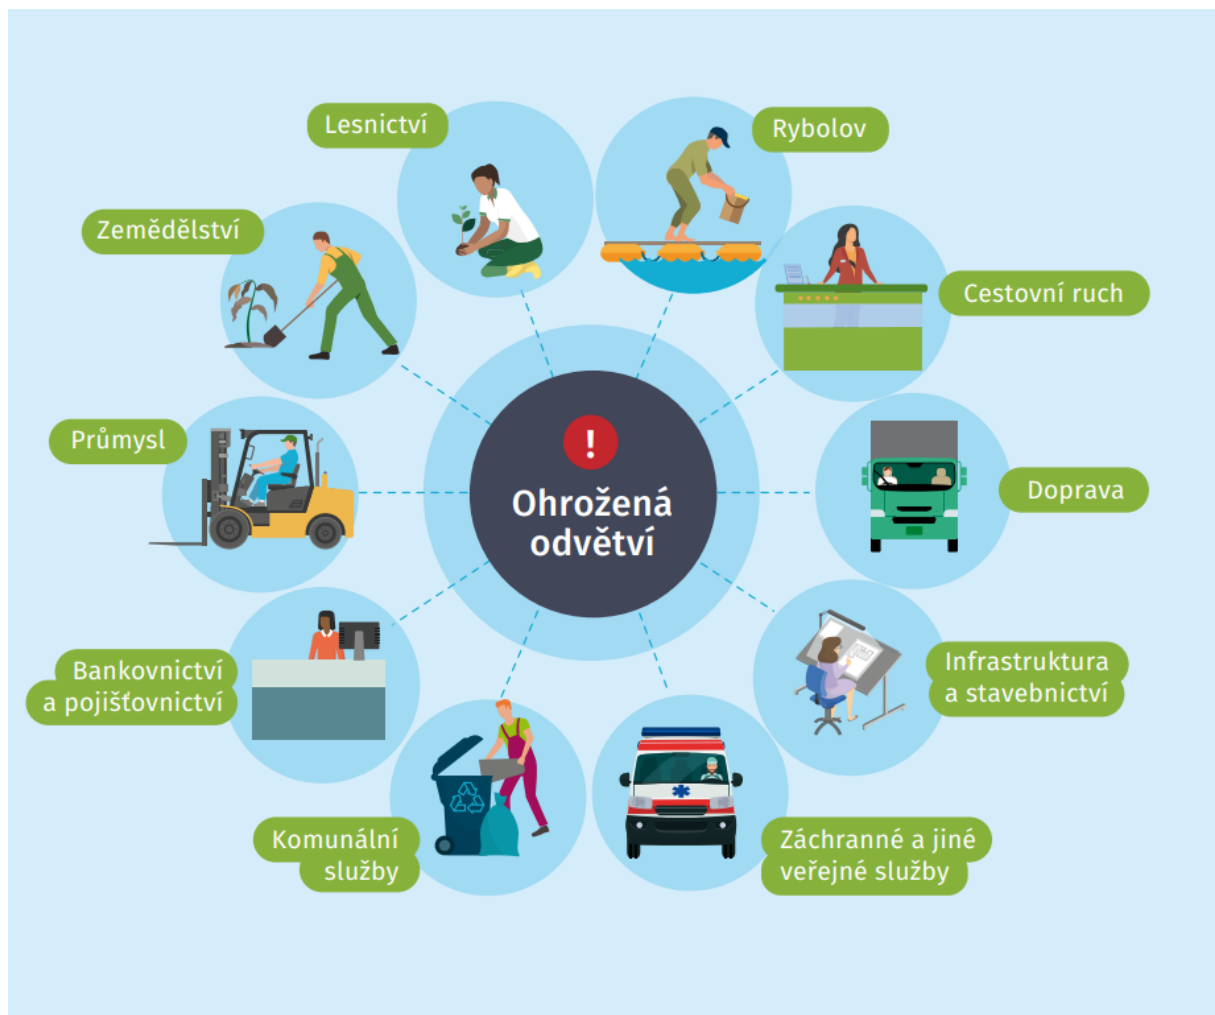 Lesnictví
Rybolov
Zemědělství
Cestovní ruch
Průmysl
!
Ohrožená
odvětví
Doprava
Bankovnictví
a pojišťovnictví
Infrastruktura
a stavebnictví
Komunální
služby
Záchranné a jiné
veřejné služby